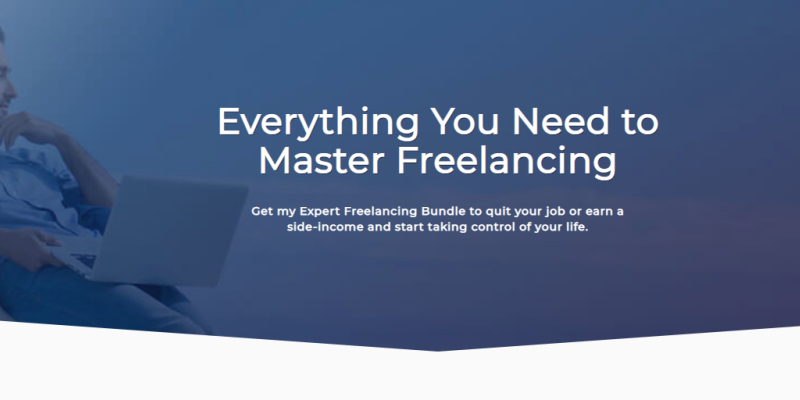 Everything You Need to
Master Freelancing
Get my Expert Freelancing Bundle to quit your job or earn a
side-income and start taking control of your life.